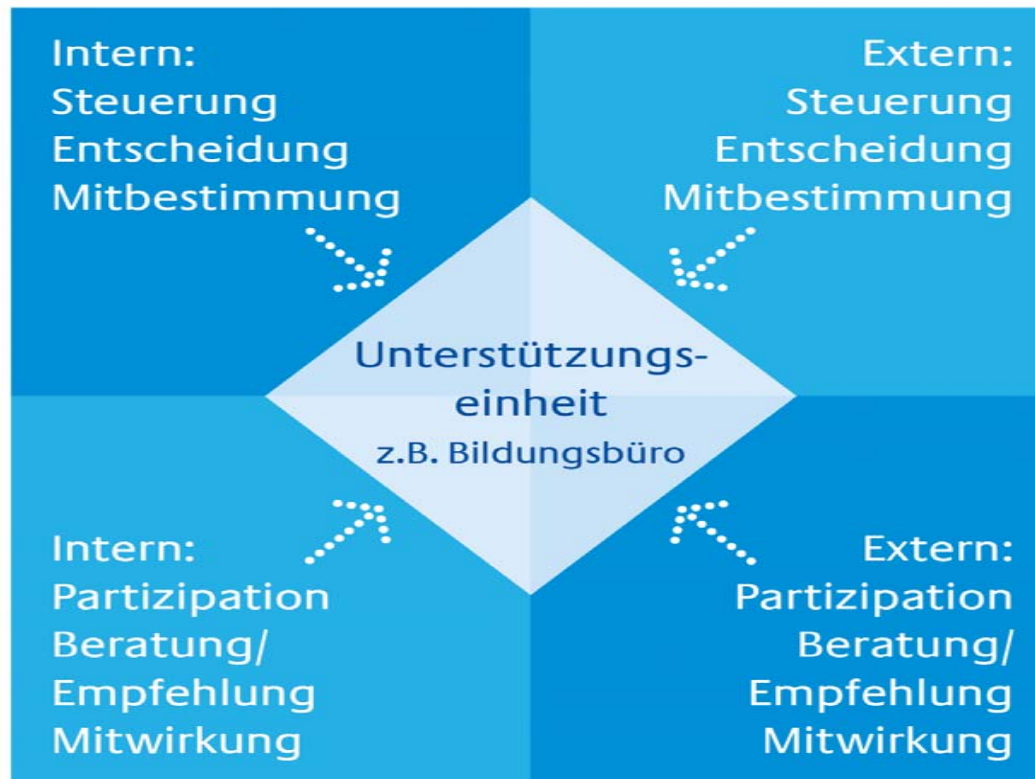 Intern:
Steuerung
Entscheidung
Mitbestimmung
Extern:
Steuerung
Entscheidung
Mitbestimmung
Unterstützungs-
einheit
z.B. Bildungsbüro
Intern:
Partizipation
Beratung/
Empfehlung
Mitwirkung
Extern:
Partizipation
Beratung/
Empfehlung
Mitwirkung